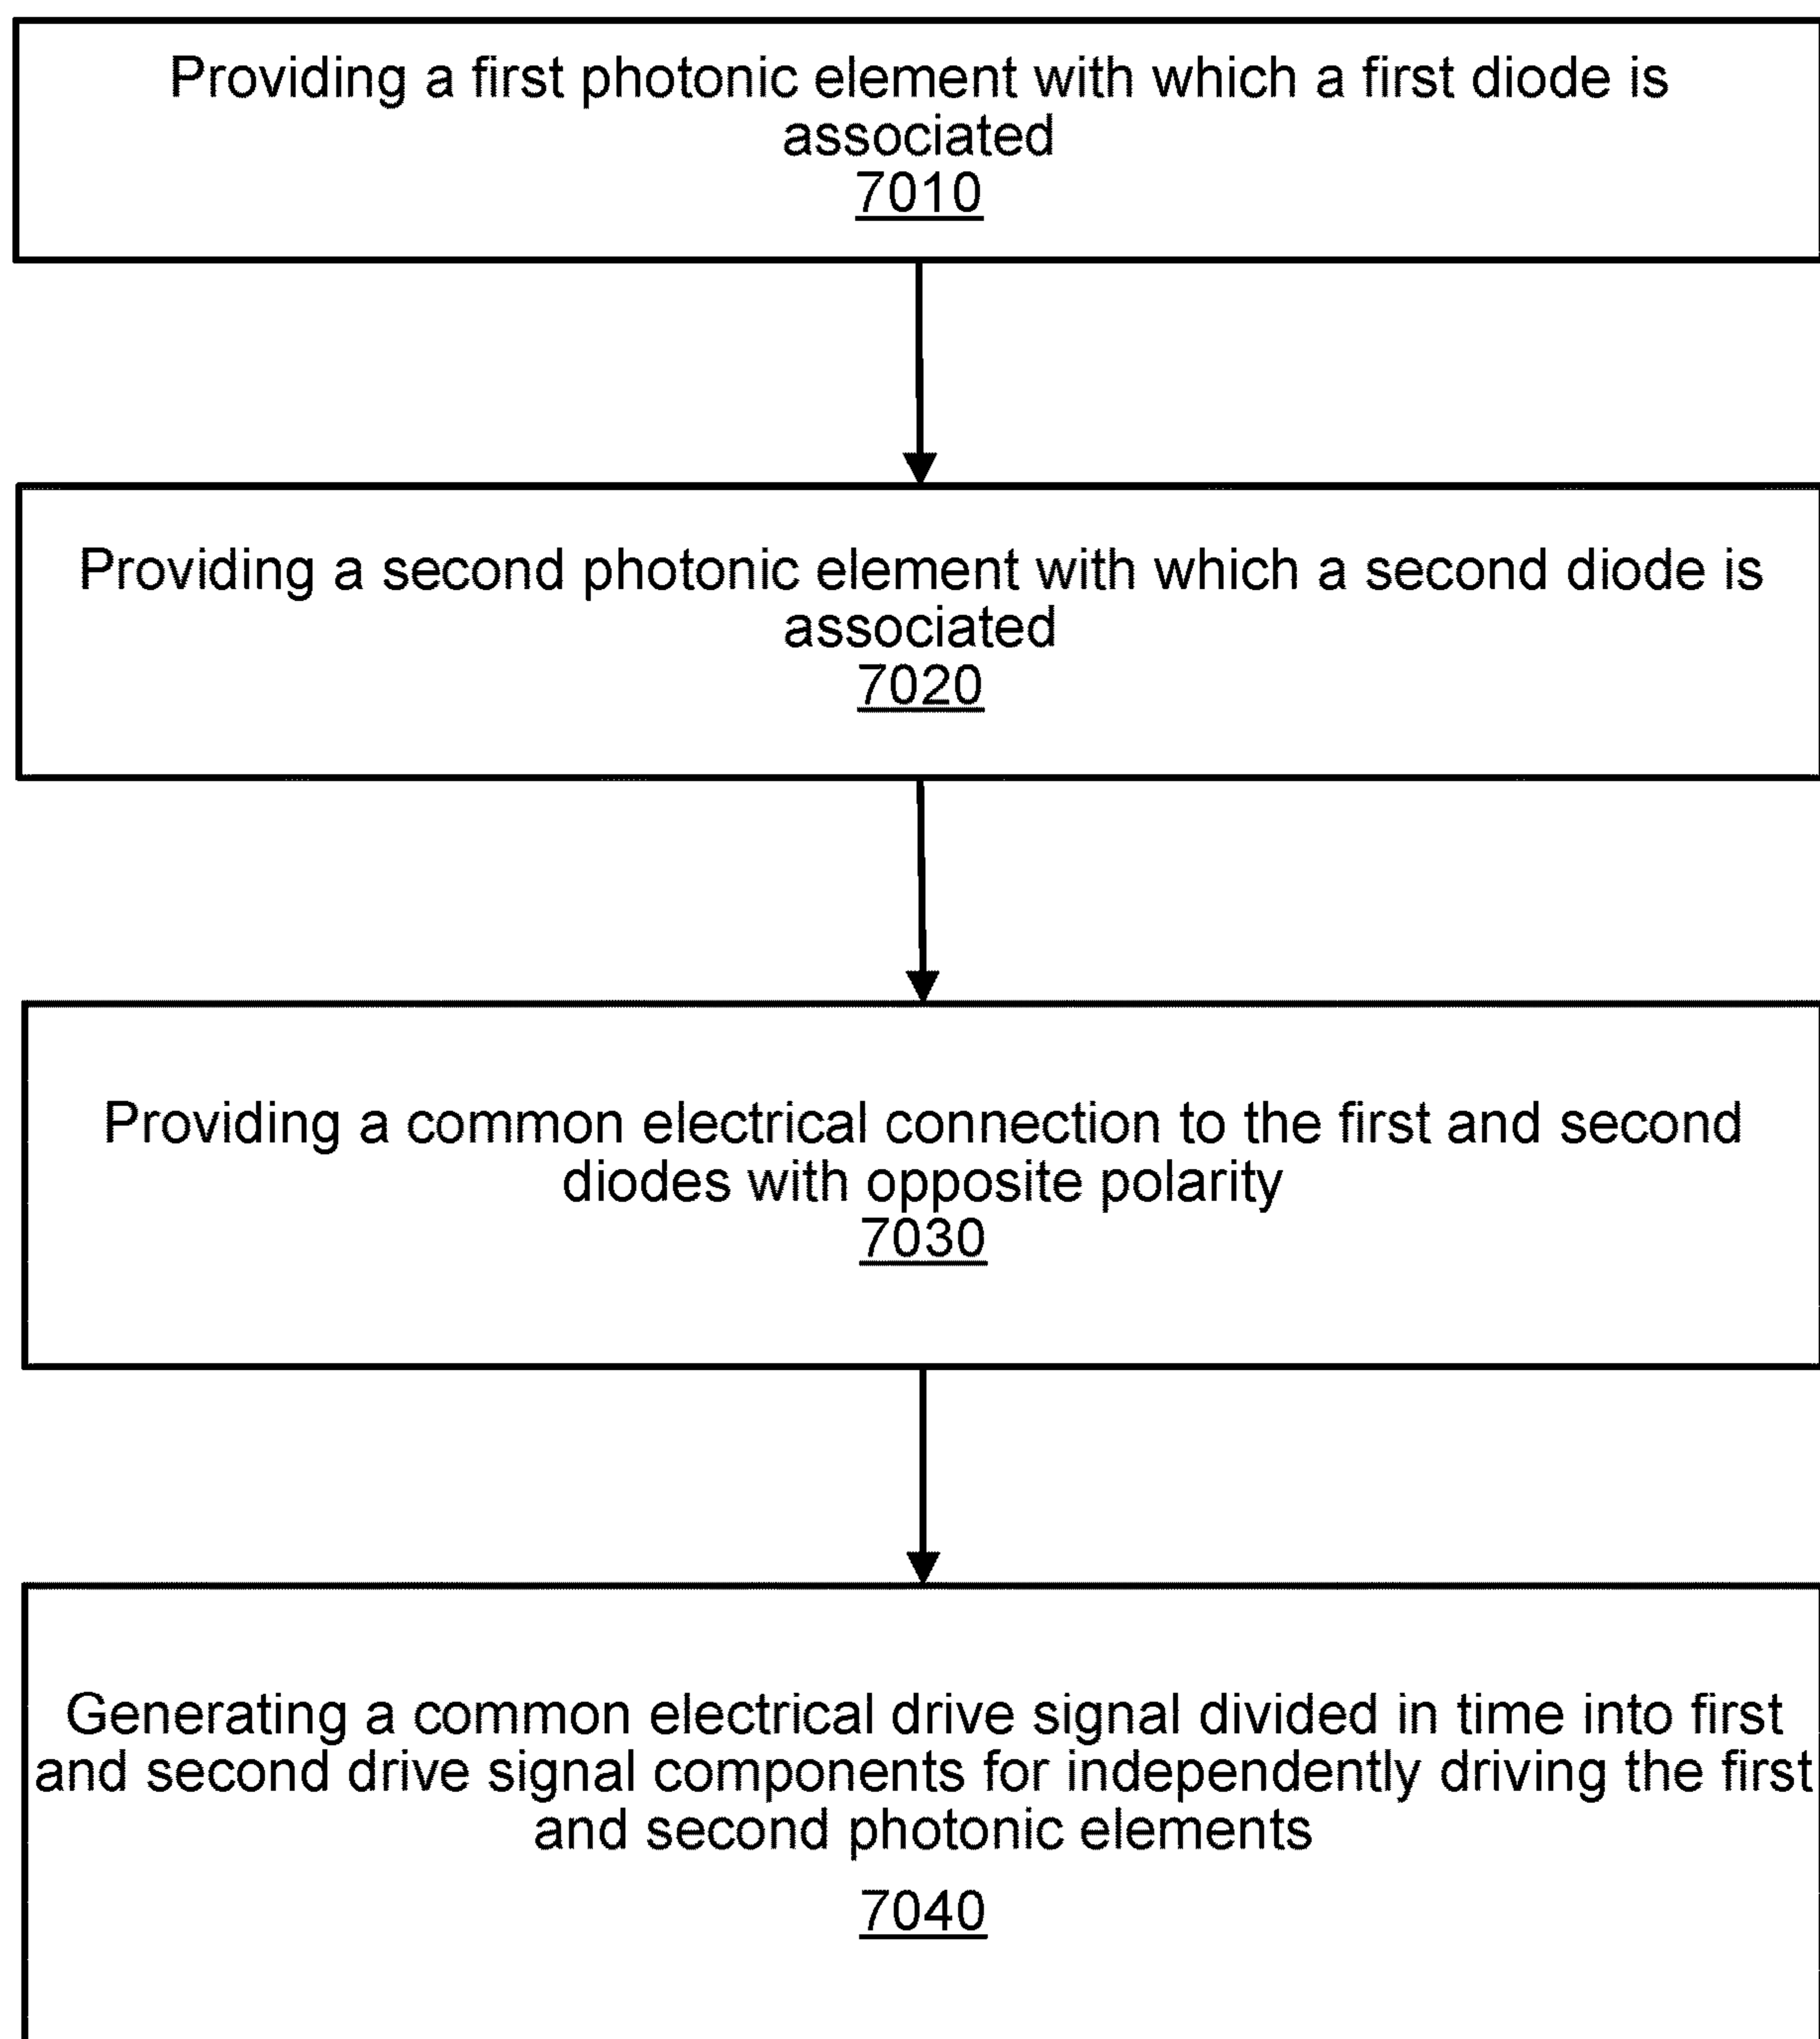 Providing a first photonic element with which a first diode is
associated
7010
Providing a second photonic element with which a second diode is
associated
7020
Providing a common electrical connection to the first and second
diodes with opposite polarity
7030
Generating a common electrical drive signal divided in time into first
and second drive signal components for independently driving the first
and second photonic elements
7040